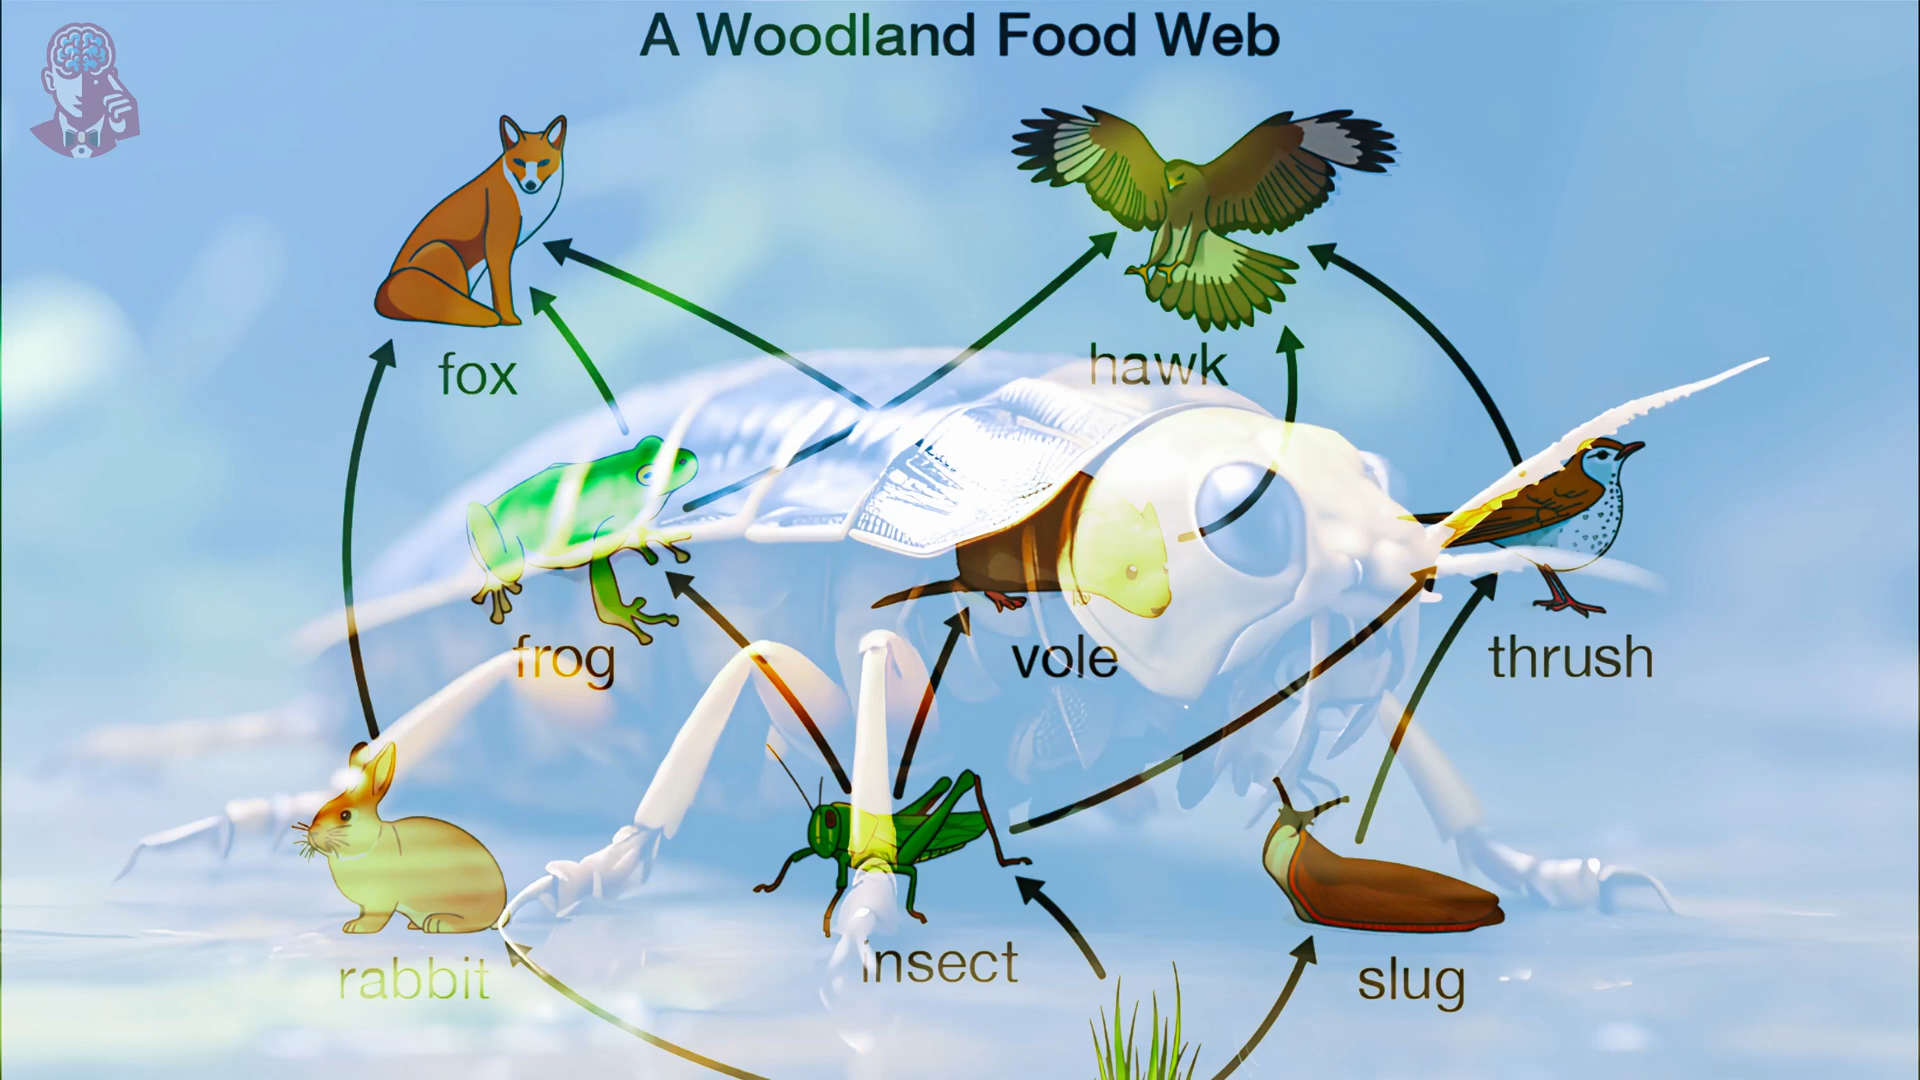 A Woodland Food Web
fox
hawk
frog
vole
thrush
rabbit
insect
slug